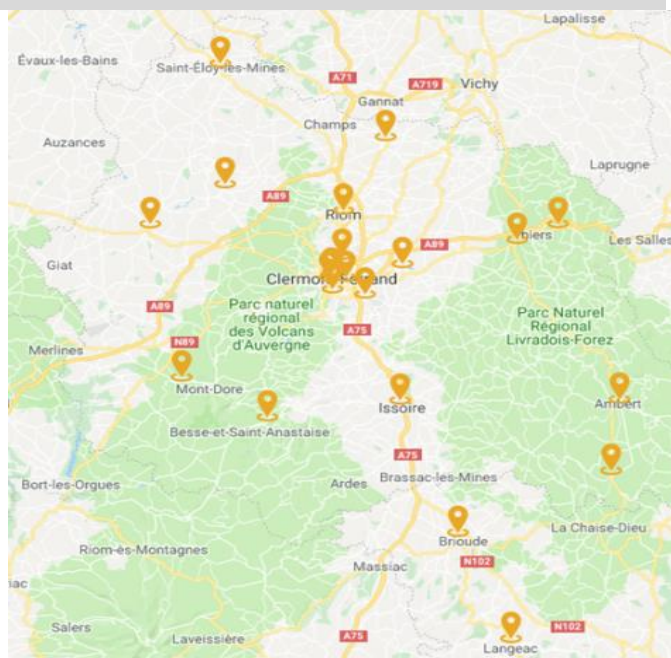 Lapalisse
Évaux-les-Bains
Saint-Éloy-les-Mines
A71
A719
Vichy
Gannat
Champs
Auzances
Laprugne
A89
Riom
A89
Les Salles
Giat
Parc naturel
régional
des Volcans
d'Auvergne
A89
A75
Parc Naturel
Régional
Livradois-Forez
Merlines
N89
Mont-Dore
Issoire
Ambert
Besse-et-Saint-Anastaise
A75
Brassac-les-Mines
Bort-les-Orgues
Ardes
La Chaise-Dieu
Brioude
Riom-ès-Montagnes
Massiac
N102
Salers
Laveissière
A75
N102
Langeac